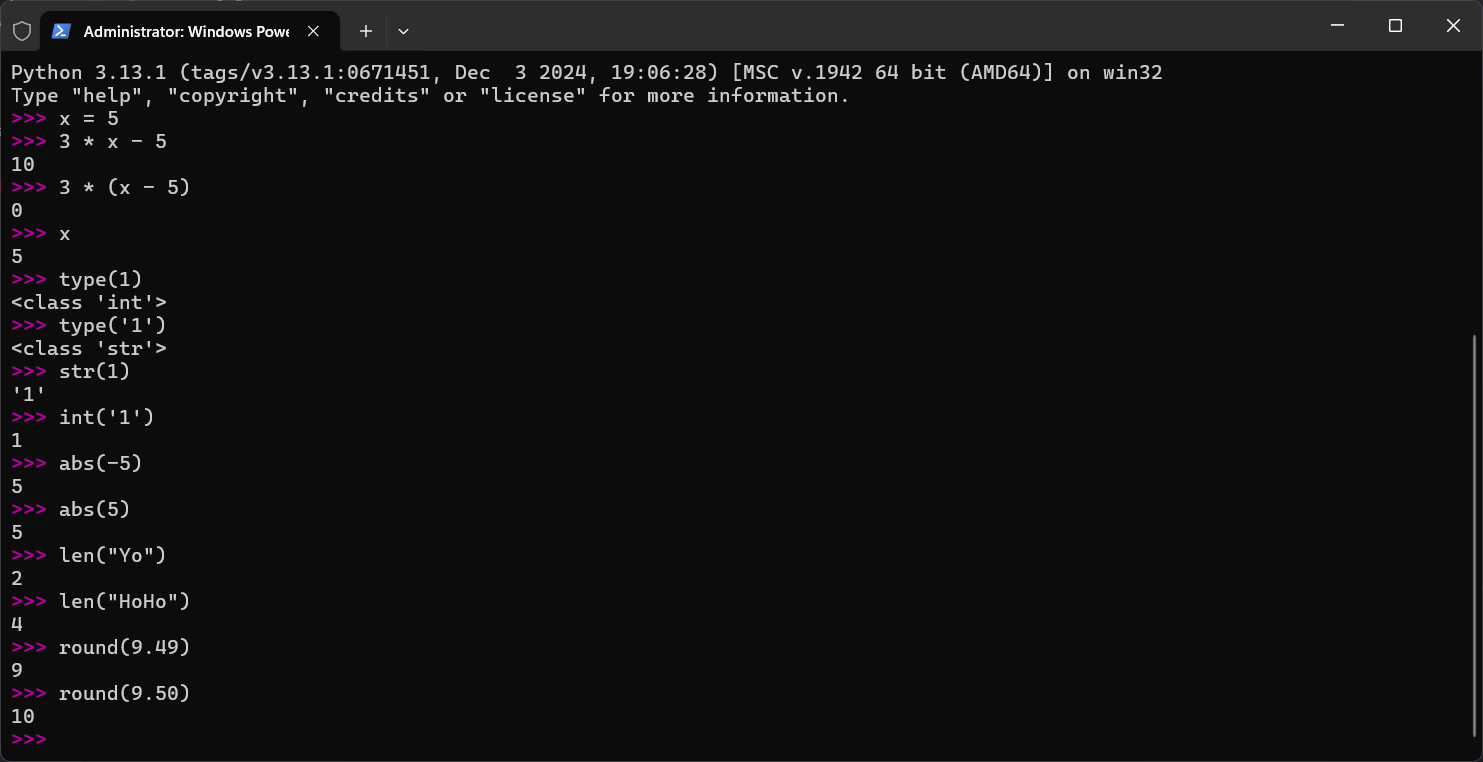 Administrator: Windows Powe
Python 3.13.1 (tags/v3.13.1:0671451, Dec  3 2024, 19:06:28) [MSC v.1942 64 bit (AMD64)] on win32
Type "help", "copyright", "credits" or "license" for more information.
>>> x = 5
>>> 3 * x - 5
10
>>> 3 * (x - 5)
0
>>> x
5
>>> type(1)
<class 'int'>
>>> type('1')
<class 'str'>
>>> str(1)
'1'
>>> int('1')
1
>>> abs(-5)
5
>>> abs(5)
5
>>> len("Yo")
2
>>> len("HoHo")
4
>>> round(9.49)
9
>>> round(9.50)
10
>>>